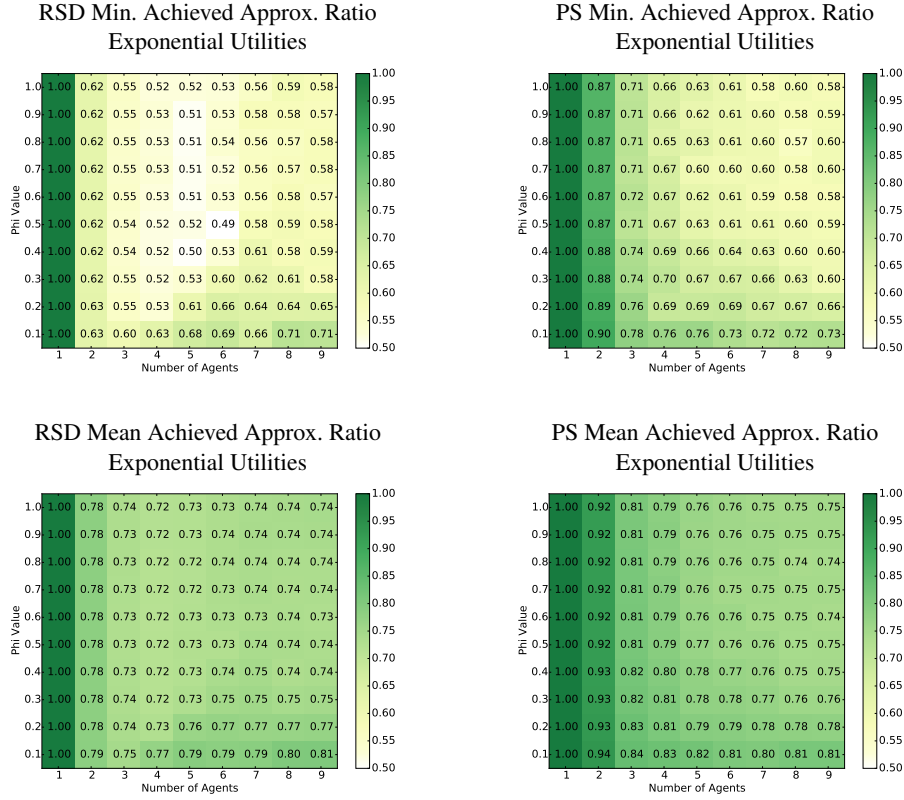 RSD Min. Achieved Approx. Ratio
Exponential Utilities
1.0 1.00 0.62 0.55 0.52 0.52 0.53 0.56 0.59 0.58
0.9 1.00 0.62 0.55 0.53 0.51 0.53 0.58 0.58 0.57
0.8 1.00 0.62 0.55 0.53 0.51 0.54 0.56 0.57 0.58
0.7 1.00 0.62 0.55 0.53 0.51 0.52 0.56 0.57 0.58
0.6 1.00 0.62 0.55 0.53 0.51 0.53 0.56 0.58 0.57
0.5 1.00 0.62 0.54 0.52 0.52 0.49 0.58 0.59 0.58
0.4 1.00 0.62 0.54 0.52 0.50 0.53 0.61 0.58 0.59
0.3 1.00 0.62 0.55 0.52 0.53 0.60 0.62 0.61 0.58
0.2 1.00 0.63 0.55 0.53 0.61 0.66 0.64 0.64 0.65
0.1 1.00 0.63 0.60 0.63 0.68 0.69 0.66 0.71 0.71
1 2 3 4 5 6 7 8 9
Number of Agents
Phi Value
1.00
0.95
0.90
0.85
0.80
0.75
0.70
0.65
0.60
0.55
0.50
PS Min. Achieved Approx. Ratio
Exponential Utilities
1.0 1.00 0.87 0.71 0.66 0.63 0.61 0.58 0.60 0.58
0.9 1.00 0.87 0.71 0.66 0.62 0.61 0.60 0.58 0.59
0.8 1.00 0.87 0.71 0.65 0.63 0.61 0.60 0.57 0.60
0.7 1.00 0.87 0.71 0.67 0.60 0.60 0.60 0.58 0.58
0.6 1.00 0.87 0.71 0.66 0.62 0.61 0.59 0.58 0.58
0.5 1.00 0.88 0.71 0.67 0.63 0.61 0.61 0.60 0.59
0.4 1.00 0.88 0.74 0.69 0.66 0.64 0.63 0.60 0.60
0.3 1.00 0.88 0.74 0.70 0.67 0.67 0.66 0.63 0.60
0.2 1.00 0.89 0.76 0.69 0.69 0.69 0.67 0.67 0.66
0.1 1.00 0.90 0.78 0.76 0.76 0.73 0.72 0.72 0.73
1 2 3 4 5 6 7 8 9
Number of Agents
Phi Value
1.00
0.95
0.90
0.85
0.80
0.75
0.70
0.65
0.60
0.55
0.50
RSD Mean Achieved Approx. Ratio
Exponential Utilities
1.0 1.00 0.78 0.74 0.72 0.73 0.73 0.74 0.74 0.74
0.9 1.00 0.78 0.73 0.72 0.73 0.73 0.74 0.74 0.74
0.8 1.00 0.78 0.73 0.72 0.72 0.73 0.74 0.74 0.74
0.7 1.00 0.78 0.73 0.72 0.72 0.73 0.74 0.74 0.74
0.6 1.00 0.78 0.73 0.72 0.73 0.73 0.73 0.74 0.73
0.5 1.00 0.78 0.73 0.72 0.73 0.73 0.74 0.74 0.74
0.4 1.00 0.78 0.73 0.72 0.73 0.74 0.75 0.74 0.74
0.3 1.00 0.78 0.74 0.72 0.73 0.75 0.75 0.75 0.75
0.2 1.00 0.78 0.74 0.73 0.76 0.77 0.77 0.77 0.77
0.1 1.00 0.79 0.75 0.77 0.79 0.79 0.79 0.80 0.81
1 2 3 4 5 6 7 8 9
Number of Agents
Phi Value
1.00
0.95
0.90
0.85
0.80
0.75
0.70
0.65
0.60
0.55
0.50
PS Mean Achieved Approx. Ratio
Exponential Utilities
1.0 1.00 0.92 0.81 0.79 0.76 0.76 0.75 0.75 0.75
0.9 1.00 0.92 0.81 0.79 0.76 0.76 0.75 0.75 0.75
0.8 1.00 0.92 0.81 0.79 0.76 0.76 0.75 0.74 0.74
0.7 1.00 0.92 0.81 0.79 0.76 0.76 0.75 0.75 0.75
0.6 1.00 0.92 0.81 0.79 0.76 0.76 0.75 0.75 0.74
0.5 1.00 0.92 0.81 0.79 0.77 0.76 0.76 0.75 0.75
0.4 1.00 0.93 0.82 0.80 0.78 0.77 0.76 0.75 0.75
0.3 1.00 0.93 0.82 0.81 0.78 0.78 0.77 0.76 0.76
0.2 1.00 0.93 0.83 0.81 0.79 0.79 0.78 0.78 0.78
0.1 1.00 0.94 0.84 0.83 0.82 0.81 0.80 0.81 0.81
1 2 3 4 5 6 7 8 9
Number of Agents
Phi Value
1.00
0.95
0.90
0.85
0.80
0.75
0.70
0.65
0.60
0.55
0.50